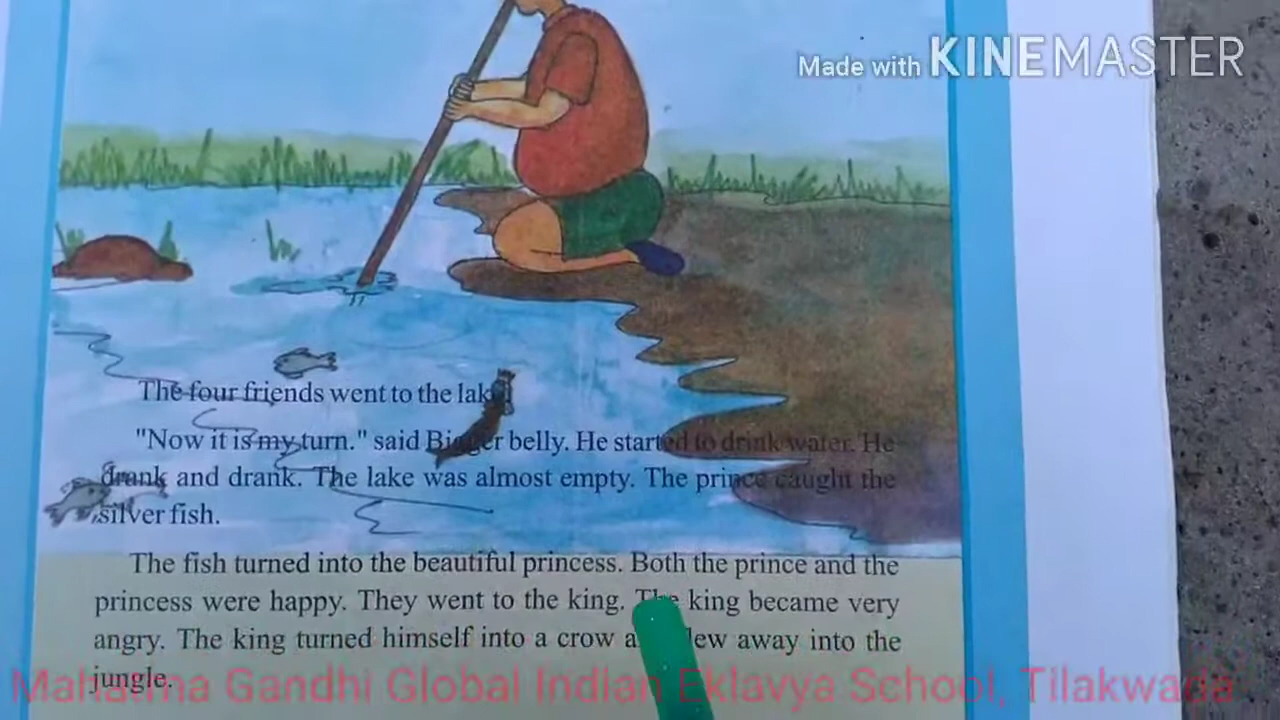 Made with KINEMASTER
The four friends went to the lake
"Now it is my turn." said Bigger belly. He started to drink water. He
drank and drank. The lake was almost empty. The prince caught the
silver fish.
The fish turned into the beautiful princess. Both the prince and the
princess were happy. They went to the king. The king became very
angry. The king turned himself into a crow lew away into the
jungle.
Mahatma Gandhi Global Indian Eklavya School, Tilakwada